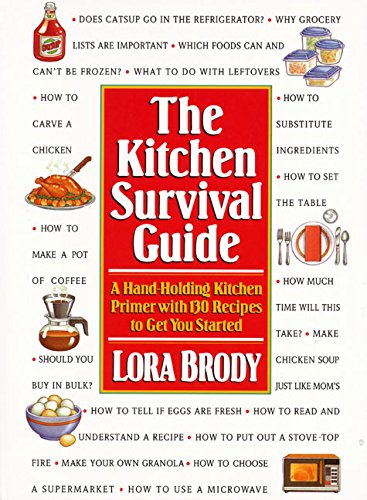 • DOES CATSUP GO IN THE REFRIGERATOR? • WHY GROCERY
LISTS ARE IMPORTANT • WHICH FOODS CAN AND
CAN'T BE FROZEN? • WHAT TO DO WITH LEFTOVERS
• HOW TO
CARVE A
CHICKEN
• HOW TO
MAKE A POT
OF COFFEE
• SHOULD YOU
BUY IN BULK?
The
Kitchen
Survival
Guide
A Hand-Holding Kitchen
Primer with 130 Recipes
to Get You Started
LORA BRODY
• HOW TO
SUBSTITUTE
INGREDIENTS
• HOW TO SET
THE TABLE
• HOW MUCH
TIME WILL THIS
TAKE? • MAKE
CHICKEN SOUP
JUST LIKE MOM'S
• HOW TO TELL IF EGGS ARE FRESH • HOW TO READ AND
UNDERSTAND A RECIPE • HOW TO PUT OUT A STOVE-TOP
FIRE • MAKE YOUR OWN GRANOLA • HOW TO CHOOSE
A SUPERMARKET • HOW TO USE A MICROWAVE